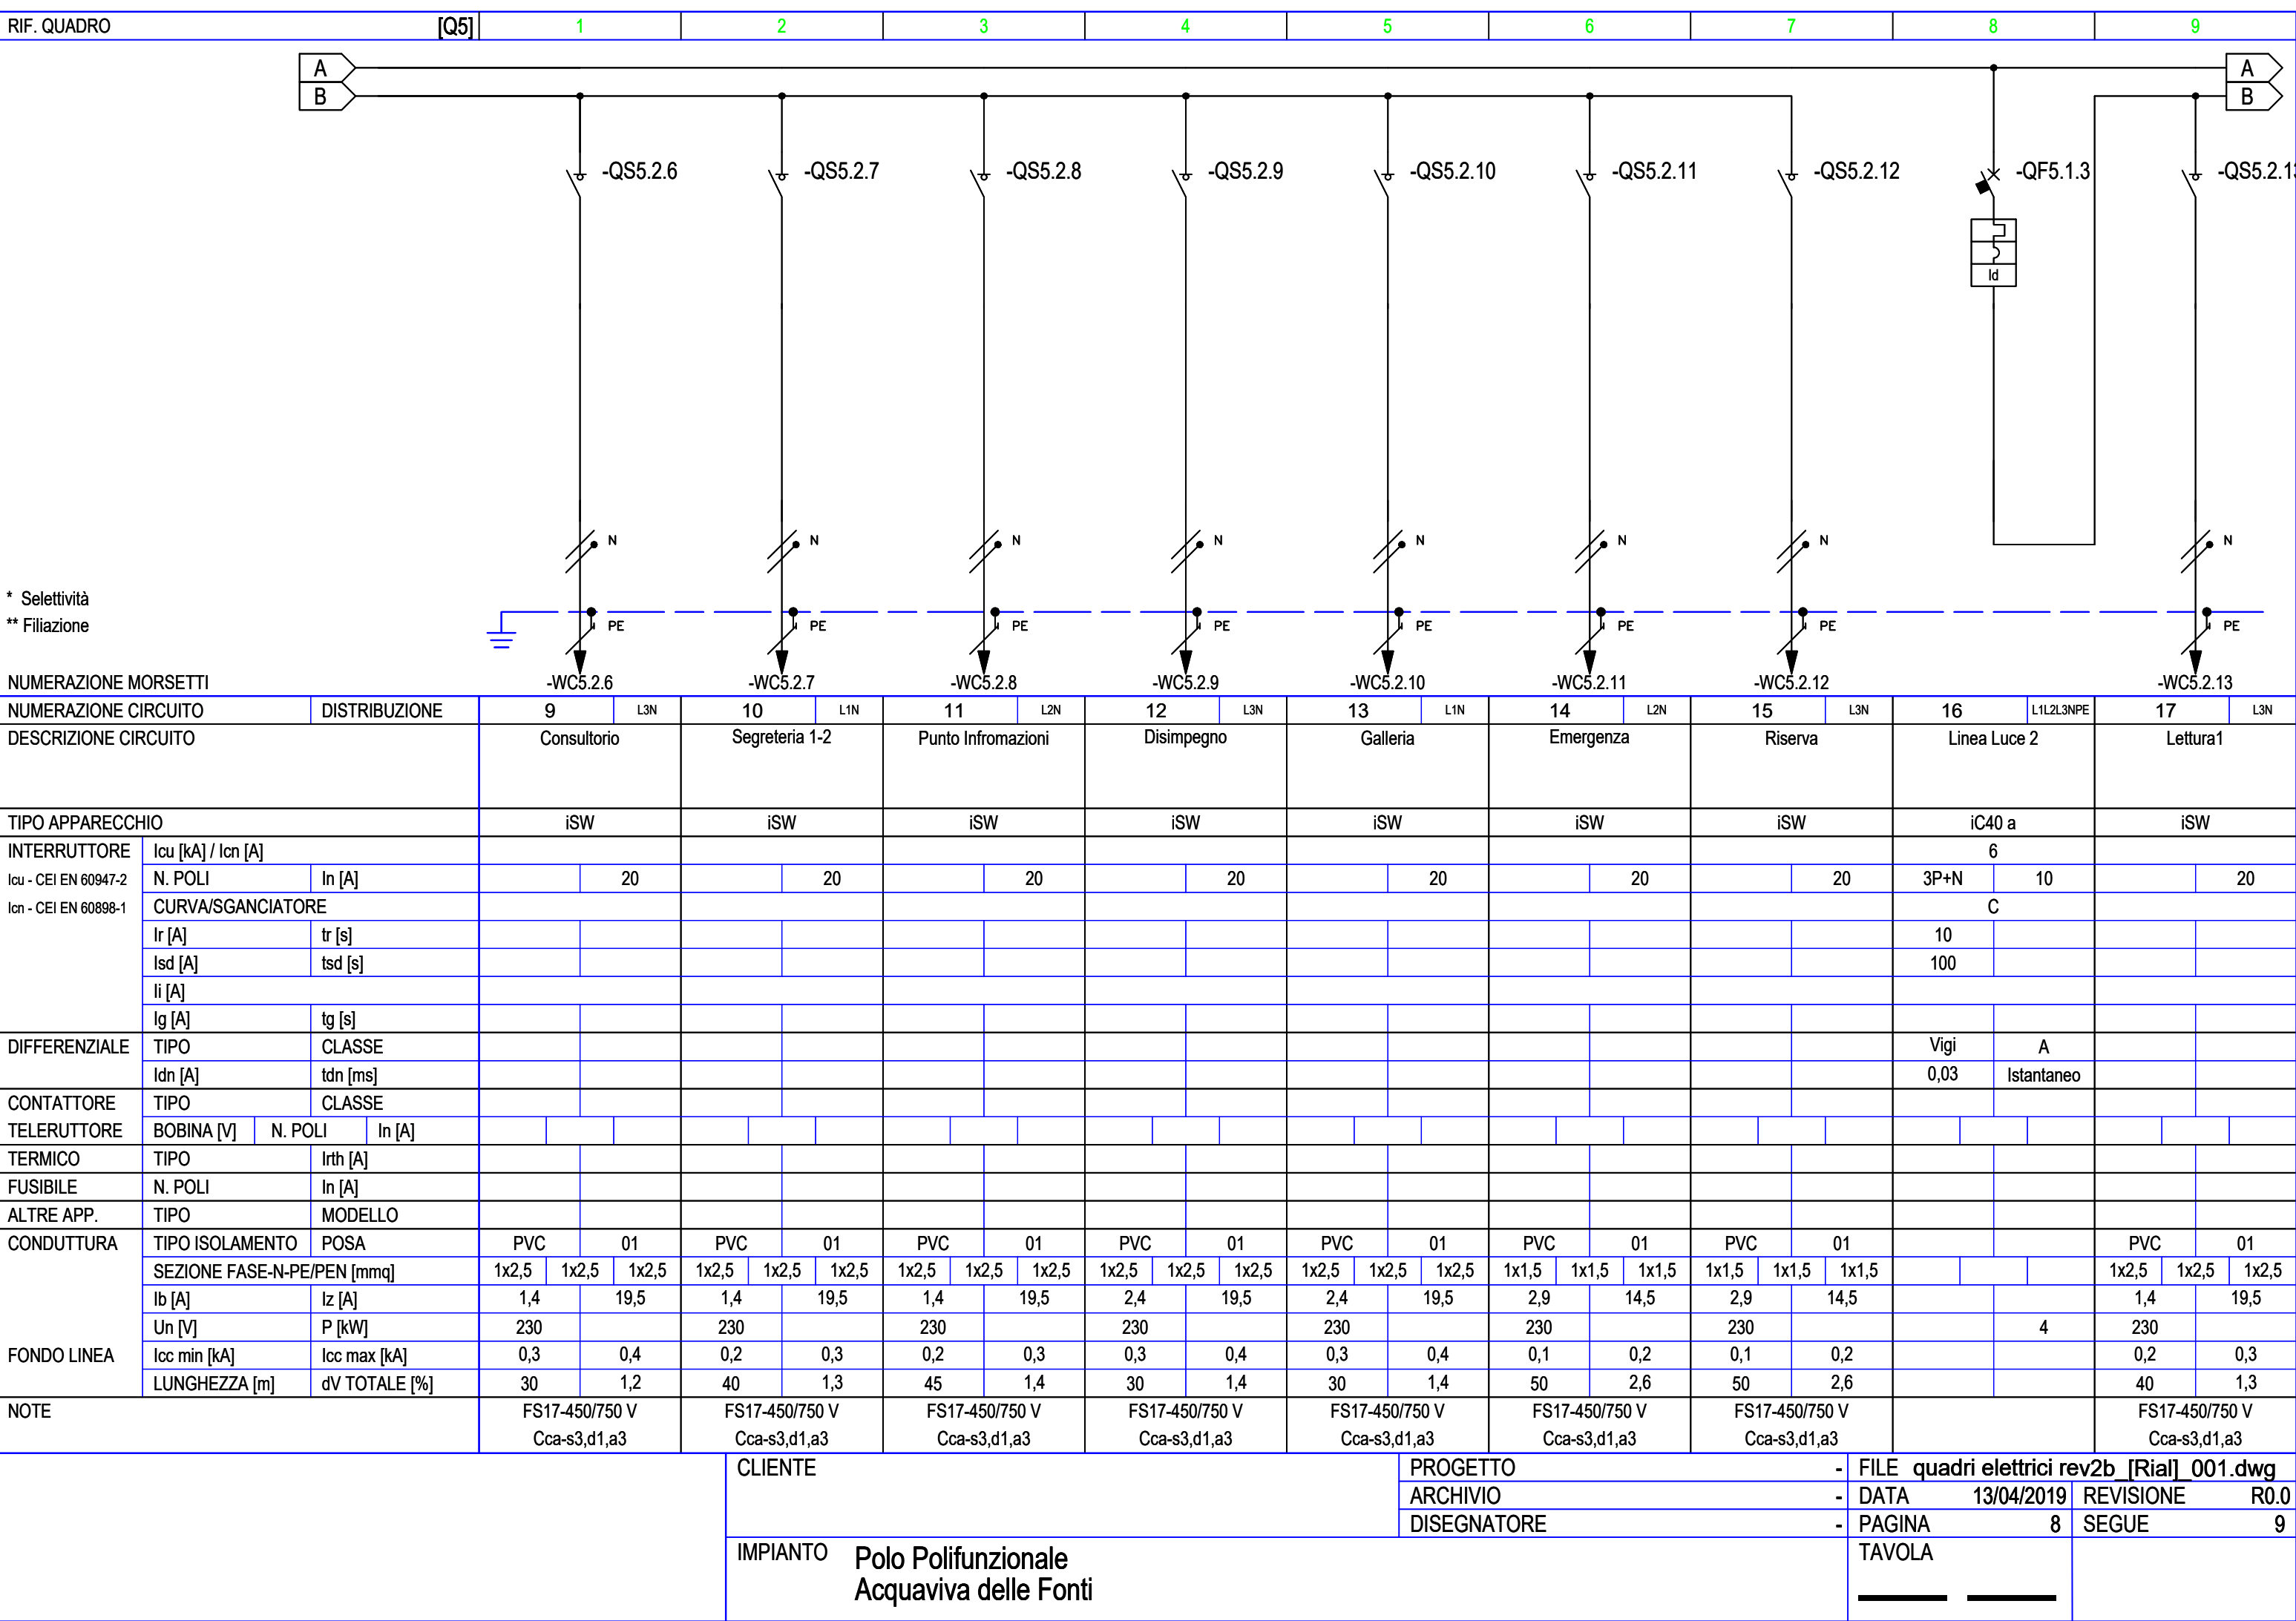 RIF. QUADRO [Q5] 1 2 3 4 5 6 7 8 9
A A
B B
-QS5.2.6 -QS5.2.7 -QS5.2.8 -QS5.2.9 -QS5.2.10 -QS5.2.11 -QS5.2.12 -QF5.1.3
Id
N N N N N N N N
* Selettività
** Filiazione
PE PE PE PE PE PE PE PE
NUMERAZIONE MORSETTI -WC5.2.6 -WC5.2.7 -WC5.2.8 -WC5.2.9 -WC5.2.10 -WC5.2.11 -WC5.2.12 -WC5.2.13
NUMERAZIONE CIRCUITO DISTRIBUZIONE 9 L3N 10 L1N 11 L2N 12 L3N 13 L1N 14 L2N 15 L3N 16 L1L2L3NPE 17 L3N
DESCRIZIONE CIRCUITO Consultorio Segreteria 1-2 Punto Infromazioni Disimpegno Galleria Emergenza Riserva Linea Luce 2 Lettura1
TIPO APPARECCHIO iSW iSW iSW iSW iSW iSW iSW iC40 a iSW
INTERRUTTORE Icu [kA] / Icn [A] 6
Icu - CEI EN 60947-2 N. POLI In [A] 20 20 20 20 20 20 20 3P+N 10 20
Icn - CEI EN 60898-1 CURVA/SGANCIATORE C
Ir [A] tr [s] 10
Isd [A] tsd [s] 100
Ii [A]
Ig [A] tg [s]
DIFFERENZIALE TIPO CLASSE Vigi A
Idn [A] tdn [ms] 0,03 Istantaneo
CONTATTORE TIPO CLASSE
TELERUTTORE BOBINA [V] N. POLI In [A]
TERMICO TIPO Irth [A]
FUSIBILE N. POLI In [A]
ALTRE APP. TIPO MODELLO
CONDUTTURA TIPO ISOLAMENTO POSA PVC 01 PVC 01 PVC 01 PVC 01 PVC 01 PVC 01 PVC 01 PVC 01
SEZIONE FASE-N-PE/PEN [mmq] 1x2,5 1x2,5 1x2,5 1x2,5 1x2,5 1x2,5 1x2,5 1x2,5 1x2,5 1x2,5 1x2,5 1x2,5 1x2,5 1x2,5 1x2,5 1x1,5 1x1,5 1x1,5 1x1,5 1x1,5 1x1,5 1x2,5 1x2,5 1x2,5
Ib [A] Iz [A] 1,4 19,5 1,4 19,5 1,4 19,5 2,4 19,5 2,4 19,5 2,9 14,5 2,9 14,5 1,4 19,5
Un [V] P [kW] 230 230 230 230 230 230 230 4 230
FONDO LINEA Icc min [kA] Icc max [kA] 0,3 0,4 0,2 0,3 0,2 0,3 0,3 0,4 0,3 0,4 0,1 0,2 0,1 0,2 0,2 0,3
LUNGHEZZA [m] dV TOTALE [%] 30 1,2 40 1,3 45 1,4 30 1,4 30 1,4 50 2,6 50 2,6 40 1,3
NOTE FS17-450/750 V FS17-450/750 V FS17-450/750 V FS17-450/750 V FS17-450/750 V FS17-450/750 V FS17-450/750 V FS17-450/750 V
Cca-s3,d1,a3 Cca-s3,d1,a3 Cca-s3,d1,a3 Cca-s3,d1,a3 Cca-s3,d1,a3 Cca-s3,d1,a3 Cca-s3,d1,a3 Cca-s3,d1,a3
CLIENTE PROGETTO - FILE quadri elettrici rev2b_[Rial]_001.dwg
ARCHIVIO - DATA 13/04/2019 REVISIONE R0.0
DISEGNATORE - PAGINA 8 SEGUE 9
IMPIANTO Polo Polifunzionale TAVOLA
Acquaviva delle Fonti